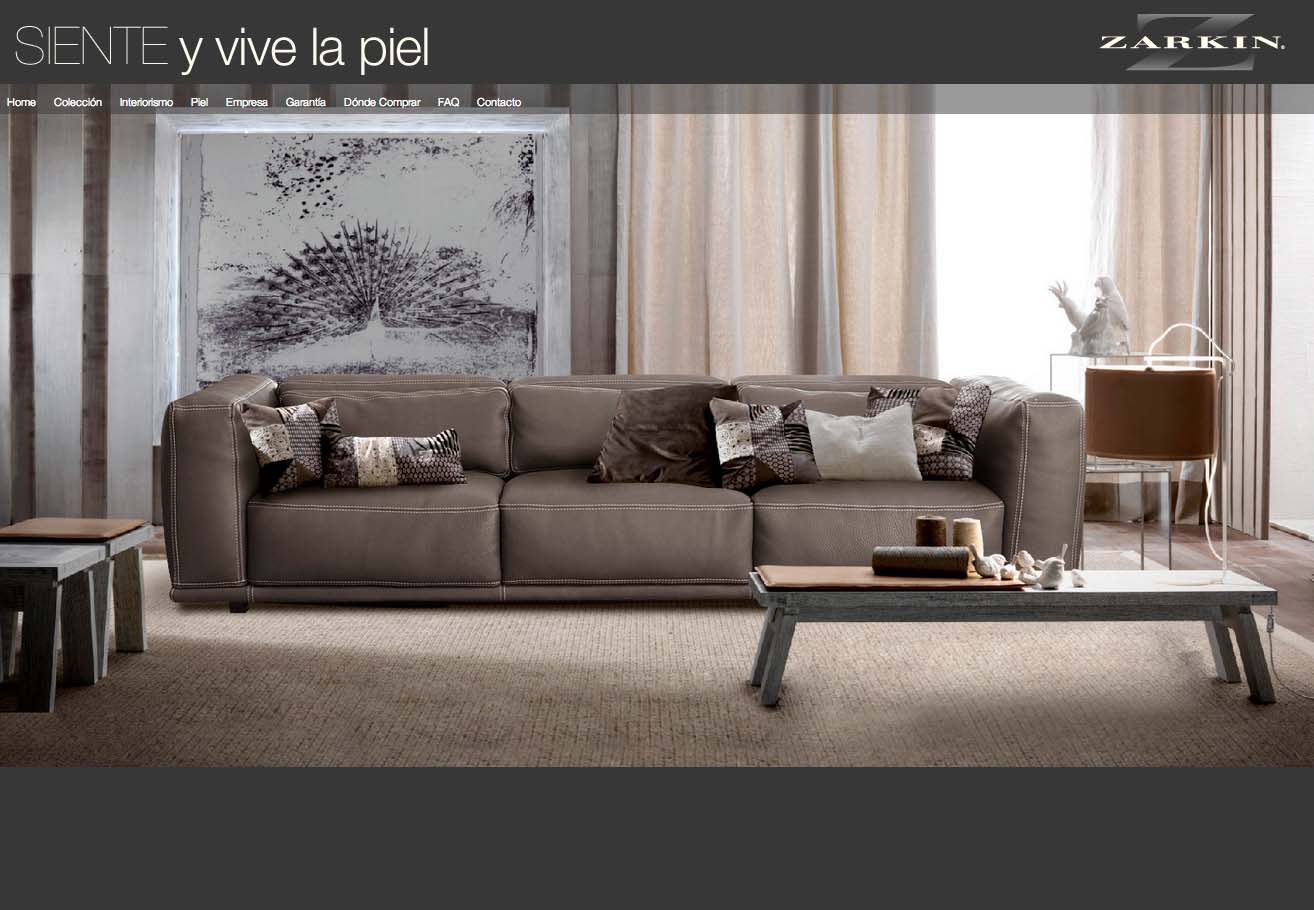 SIENTE y vive la piel
ZARKIN®
Home Colección Interiorismo Piel Empresa Garantía Dónde Comprar FAQ Contacto